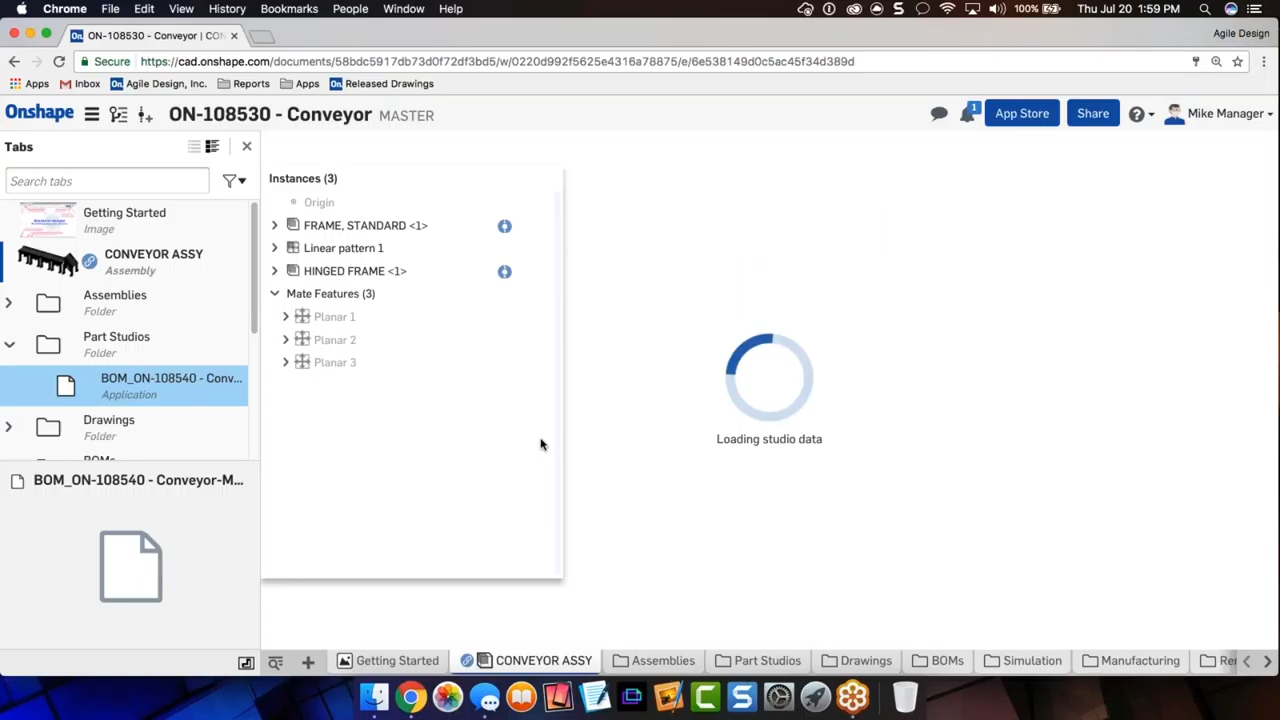 Chrome File Edit View History Bookmarks People Window Help 100% Thu Jul 20 1:59 PM
On ON-108530 - Conveyor | CON Agile Design
Secure https://cad.onshape.com/documents/58bdc5917db73d0f72df3bd5/w/0220d992f5625e4316a78875/e/6e538149d0c5ac45f34d389d
Apps Inbox On Agile Design, Inc. Reports Apps On Released Drawings
Onshape ON-108530 - Conveyor MASTER 1 App Store Share Mike Manager
Tabs
Search tabs
Getting Started
Image
CONVEYOR ASSY
Assembly
Assemblies
Folder
Part Studios
Folder
BOM_ON-108540 - Conv...
Application
Drawings
Folder
BOMs
BOM_ON-108540 - Conveyor-M...
Instances (3)
Origin
FRAME, STANDARD <1>
Linear pattern 1
HINGED FRAME <1>
Mate Features (3)
Planar 1
Planar 2
Planar 3
Loading studio data
Getting Started CONVEYOR ASSY Assemblies Part Studios Drawings BOMs Simulation Manufacturing